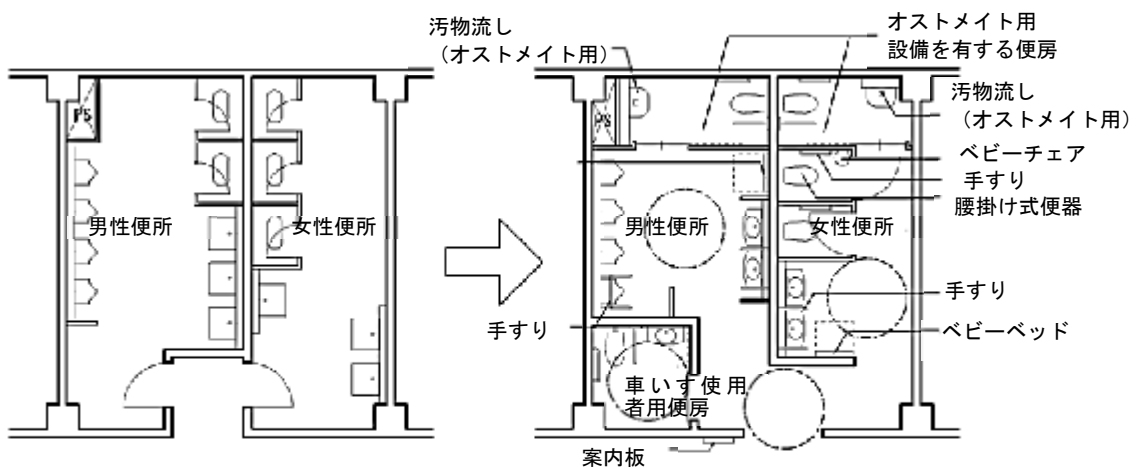 汚物流し
（オストメイト用）
オストメイト用
設備を有する便房
汚物流し
（オストメイト用）
ベビーチェア
手すり
腰掛け式便器
PS
男性便所
女性便所
PS
男性便所
女性便所
手すり
手すり
ベビーベッド
車いす使用
者用便房
案内板